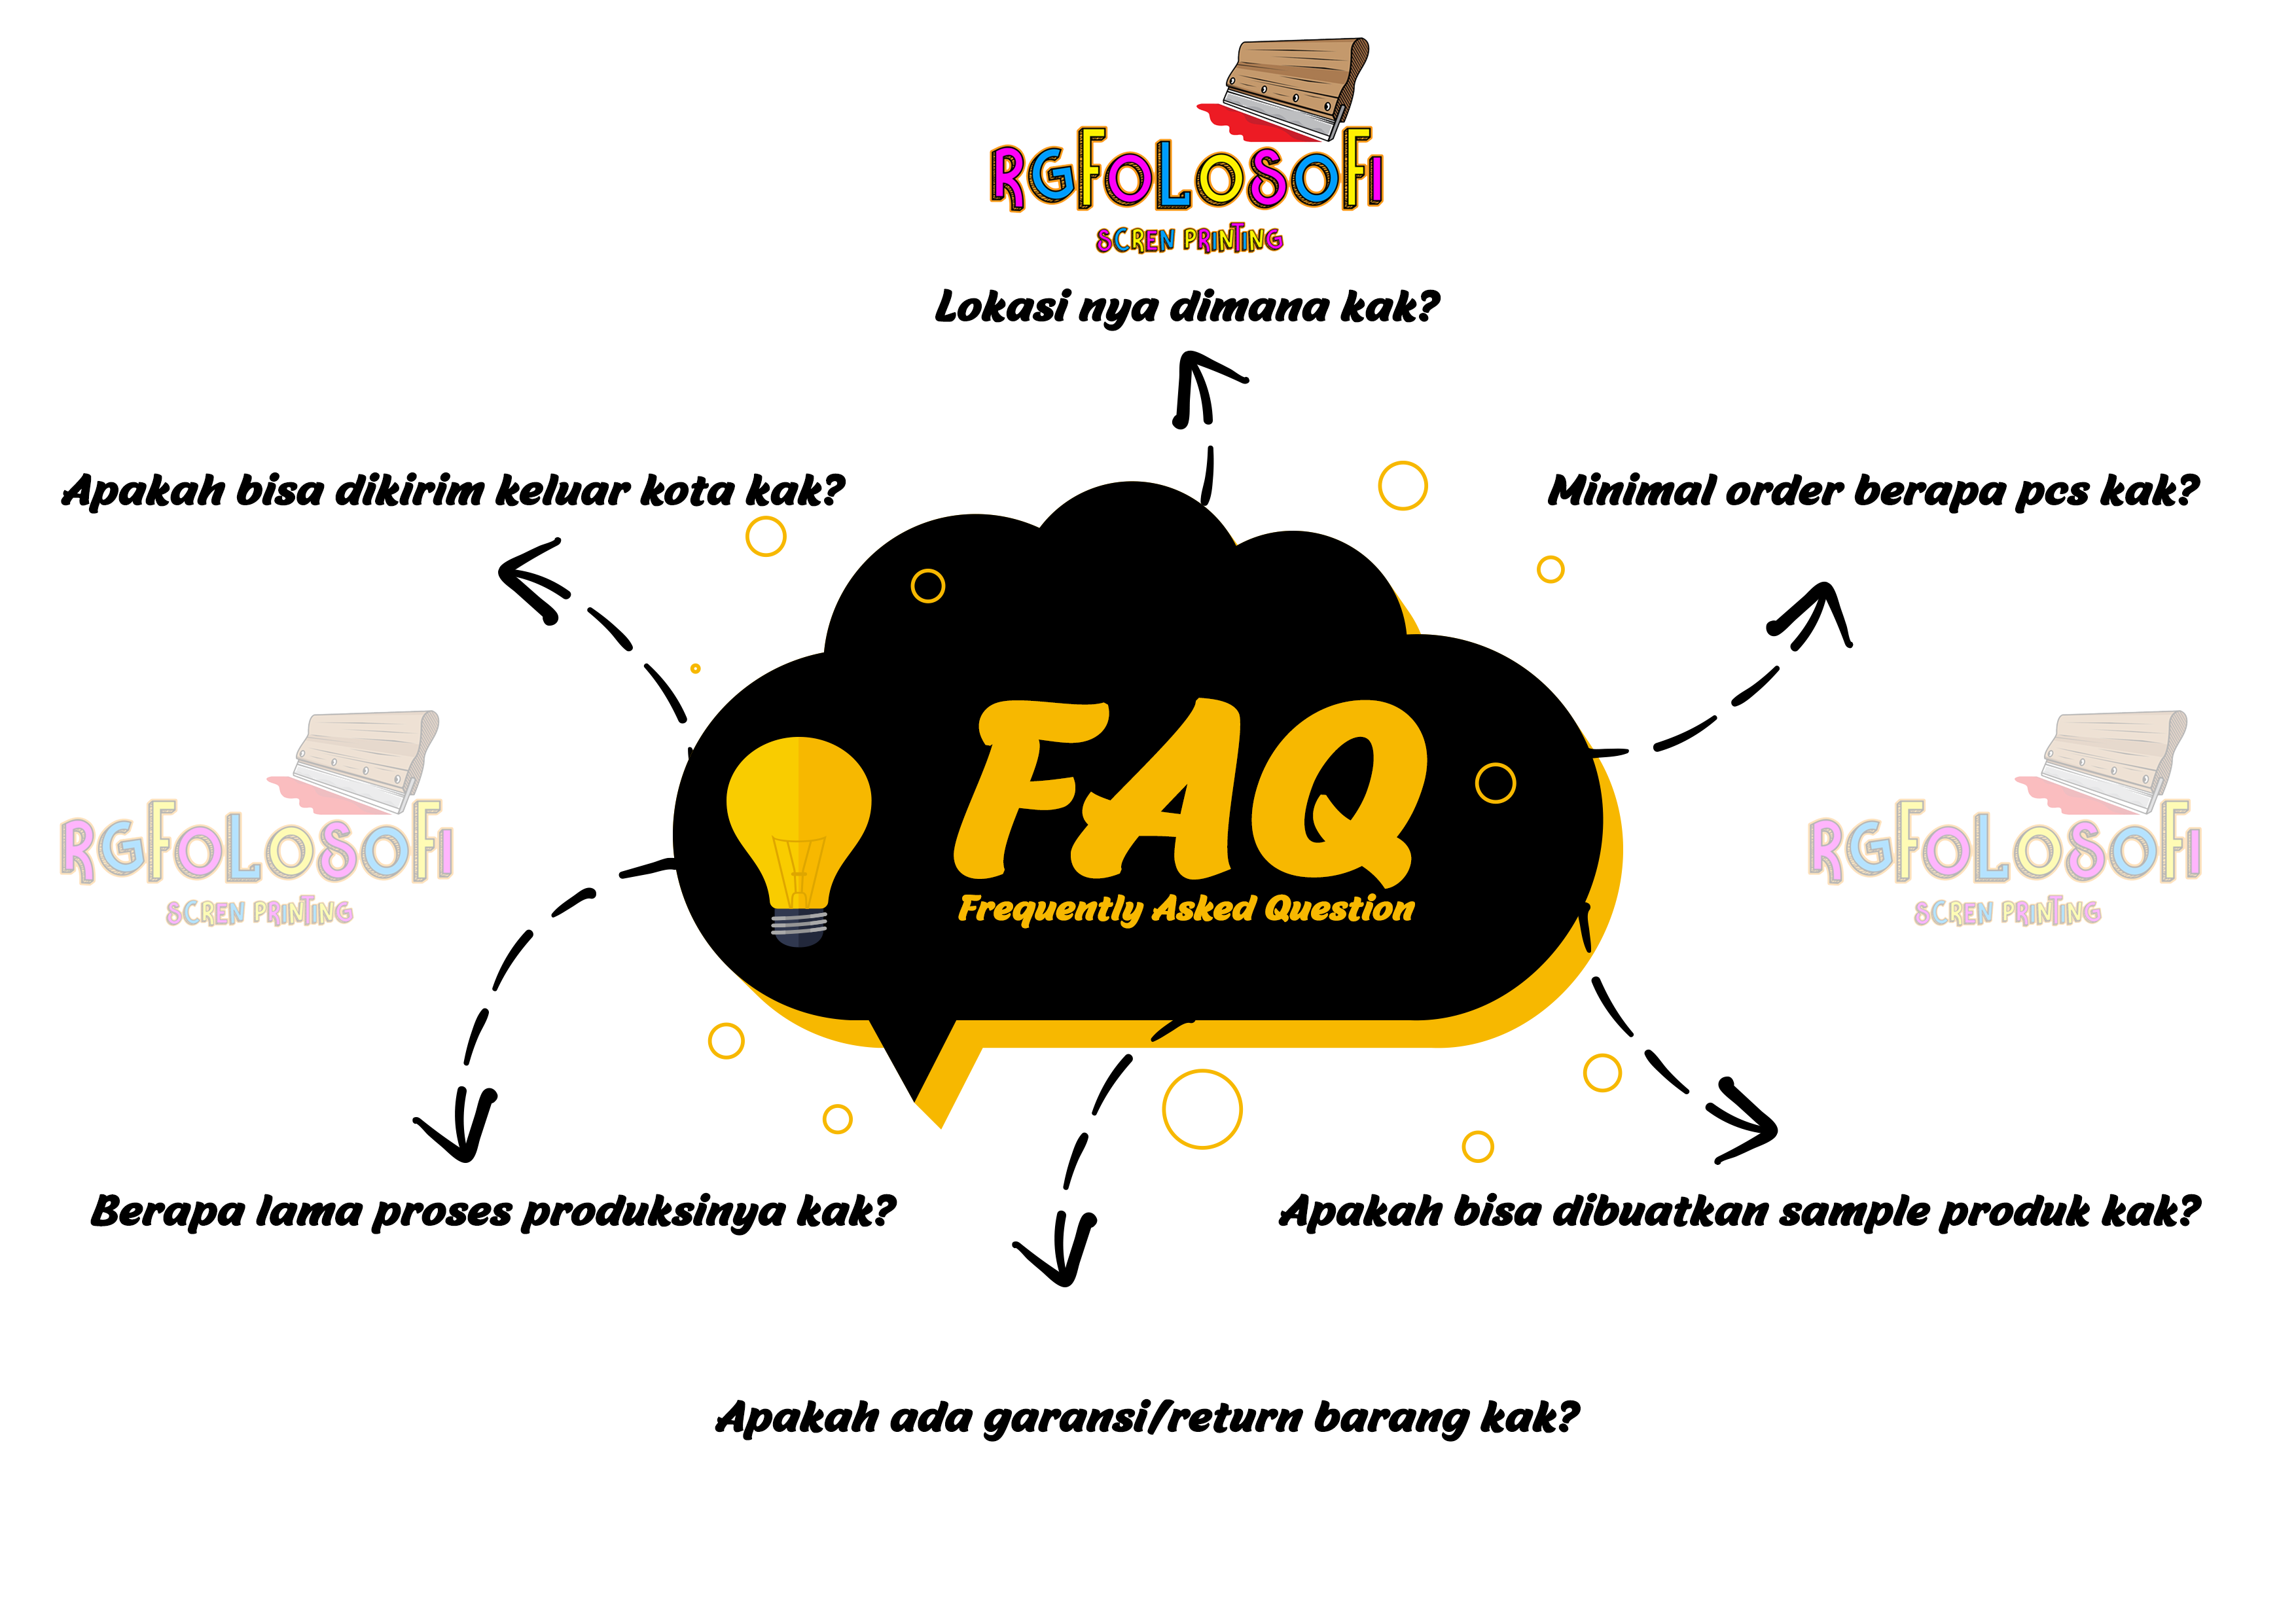 RGFOLOSOFI
SCREN PRINTING
Lokasi nya dimana kak?
Apakah bisa dikirim keluar kota kak?
Minimal order berapa pcs kak?
FAQ
Frequently Asked Question
RGFOLOSOFI
SCREN PRINTING
RGFOLOSOFI
SCREN PRINTING
Berapa lama proses produksinya kak?
Apakah bisa dibuatkan sample produk kak?
Apakah ada garansi/return barang kak?